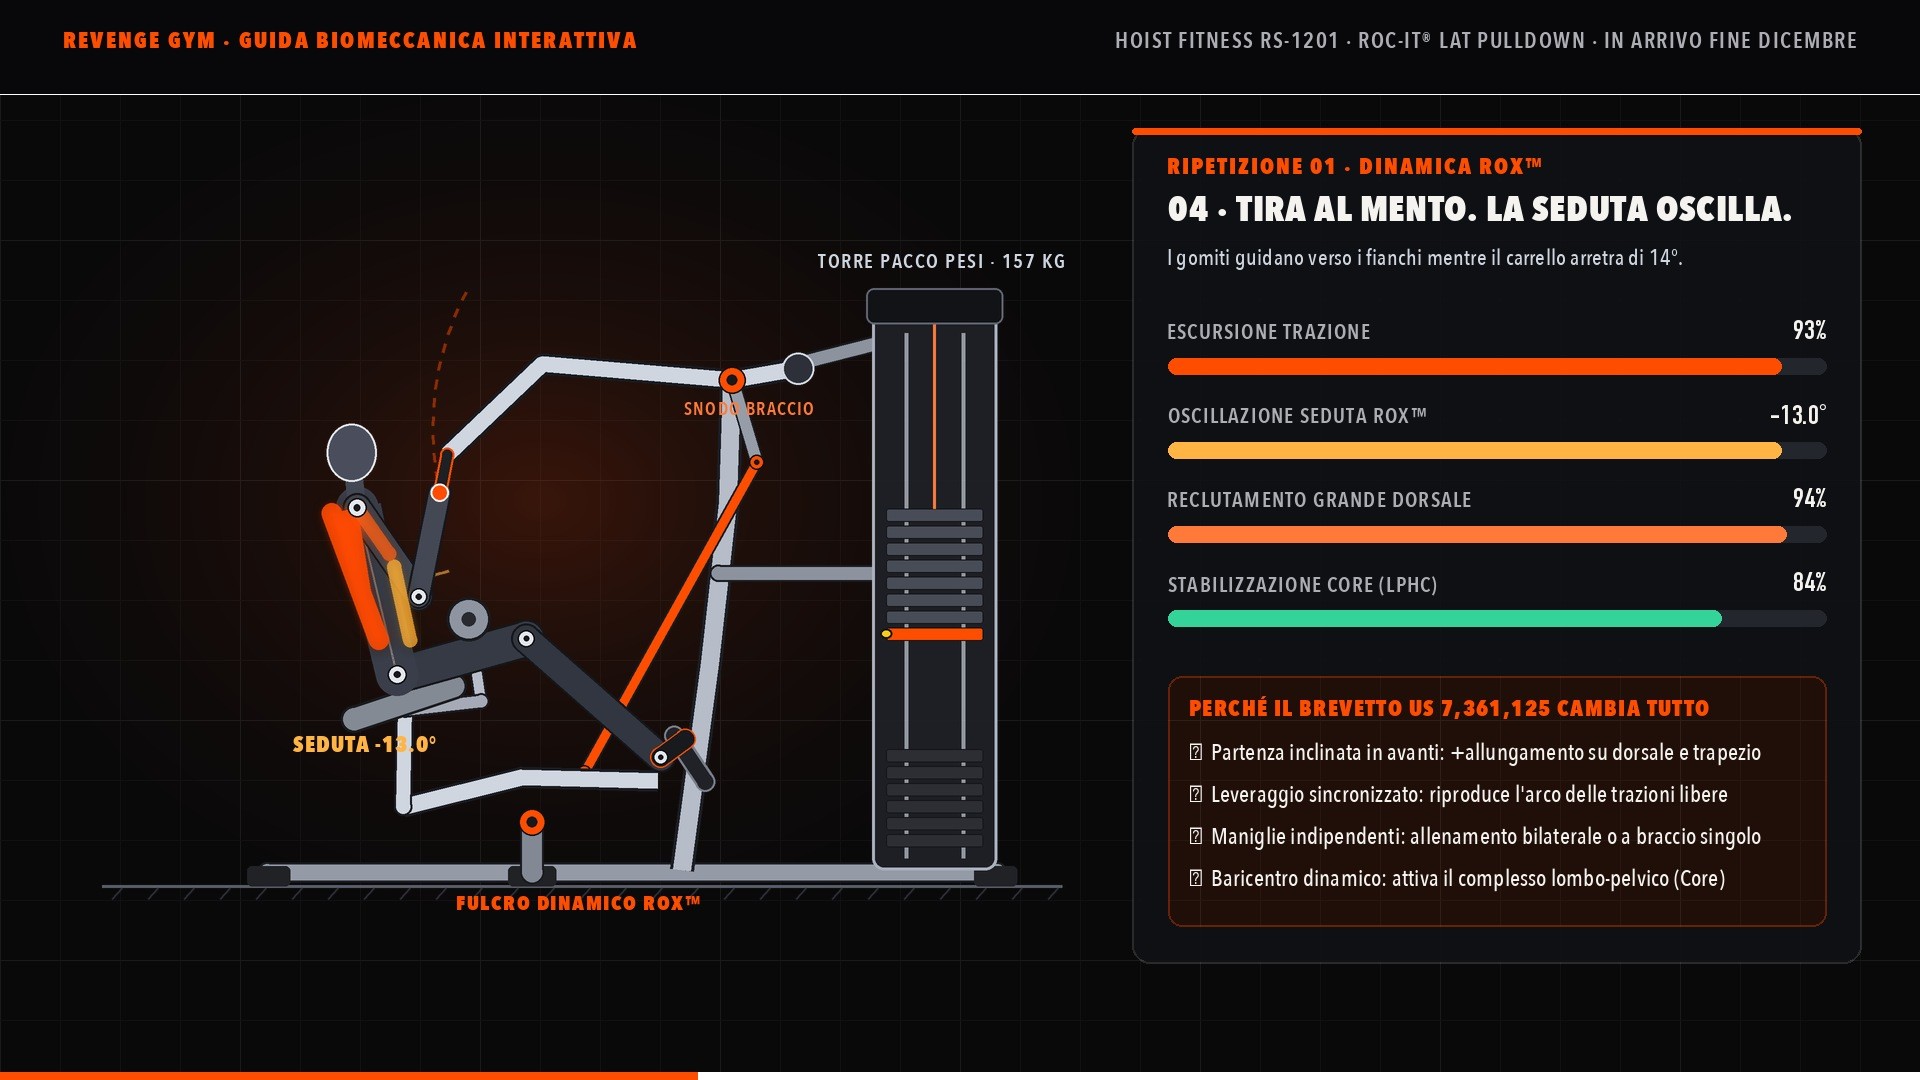 REVENGE GYM · GUIDA BIOMECCANICA INTERATTIVA
HOIST FITNESS RS-1201 · ROC-IT® LAT PULLDOWN · IN ARRIVO FINE DICEMBRE
TORRE PACCO PESI · 157 KG
SNODO BRACCIO
SEDUTA -13.0°
FULCRO DINAMICO ROX™
RIPETIZIONE 01 · DINAMICA ROX™
04 · TIRA AL MENTO. LA SEDUTA OSCILLA.
I gomiti guidano verso i fianchi mentre il carrello arretra di 14°.
ESCURSIONE TRAZIONE 93%
OSCILLAZIONE SEDUTA ROX™ -13.0°
RECLUTAMENTO GRANDE DORSALE 94%
STABILIZZAZIONE CORE (LPHC) 84%
PERCHÉ IL BREVETTO US 7,361,125 CAMBIA TUTTO
Partenza inclinata in avanti: +allungamento su dorsale e trapezio
Leveraggio sincronizzato: riproduce l'arco delle trazioni libere
Maniglie indipendenti: allenamento bilaterale o a braccio singolo
Baricentro dinamico: attiva il complesso lombo-pelvico (Core)